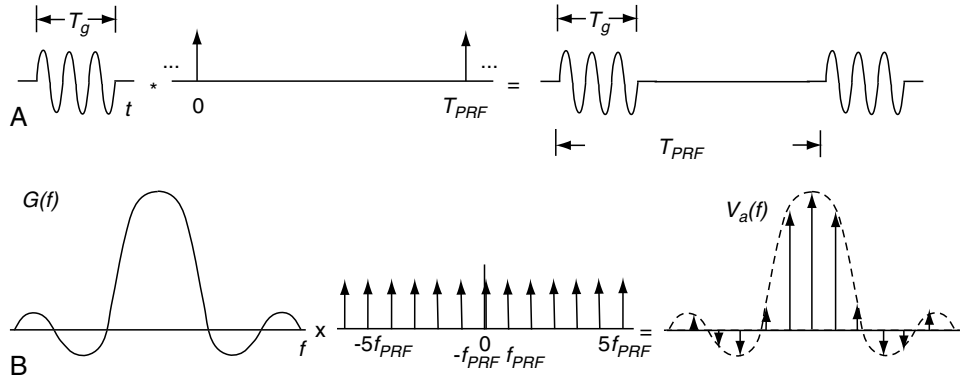 T_g T_g
... ...
t * 0 T_PRF =
A
T_PRF
G(f) V_a(f)
f x -5f_PRF 0 5f_PRF =
-f_PRF f_PRF
B